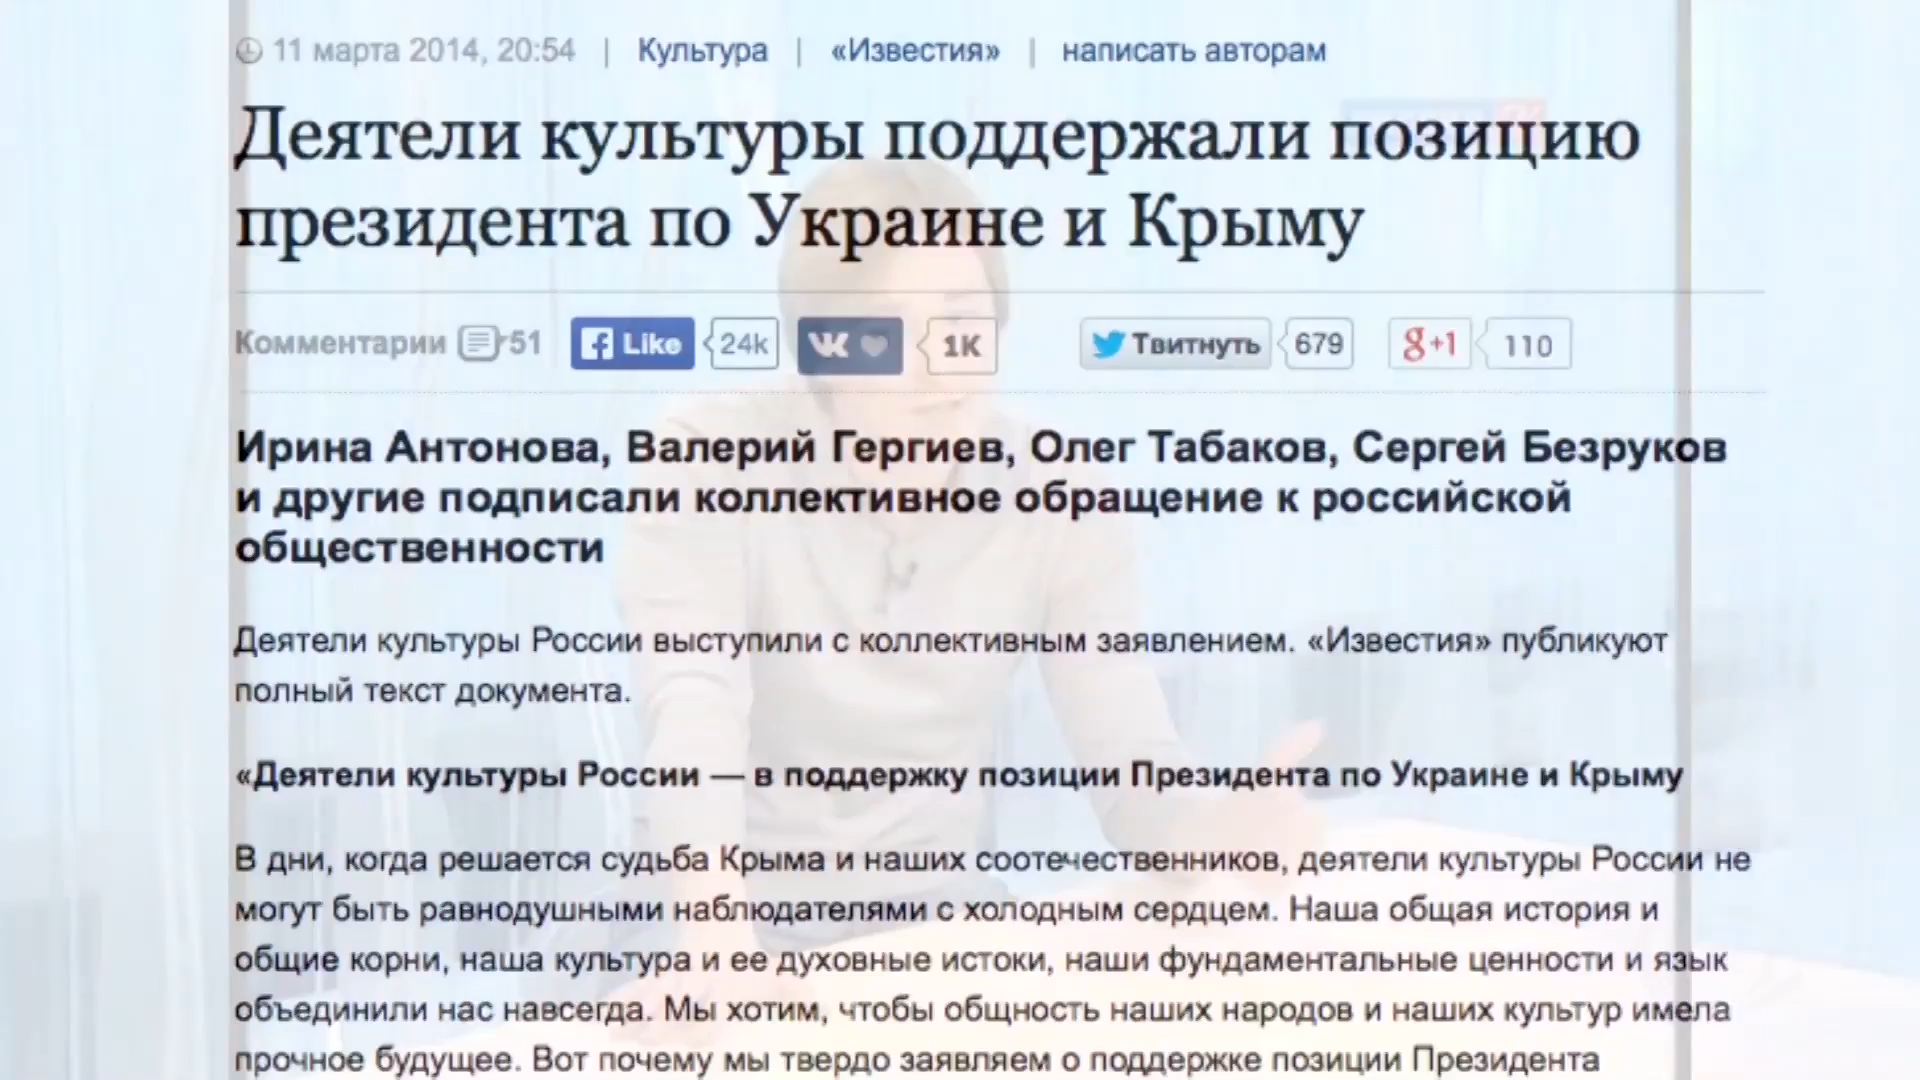 11 марта 2014, 20:54 | Культура | «Известия» | написать авторам
Деятели культуры поддержали позицию
президента по Украине и Крыму
Комментарии 51 Like 24k 1K Твитнуть 679 g+1 110
Ирина Антонова, Валерий Гергиев, Олег Табаков, Сергей Безруков
и другие подписали коллективное обращение к российской
общественности
Деятели культуры России выступили с коллективным заявлением. «Известия» публикуют
полный текст документа.
«Деятели культуры России — в поддержку позиции Президента по Украине и Крыму
В дни, когда решается судьба Крыма и наших соотечественников, деятели культуры России не
могут быть равнодушными наблюдателями с холодным сердцем. Наша общая история и
общие корни, наша культура и ее духовные истоки, наши фундаментальные ценности и язык
объединили нас навсегда. Мы хотим, чтобы общность наших народов и наших культур имела
прочное будущее. Вот почему мы твердо заявляем о поддержке позиции Президента